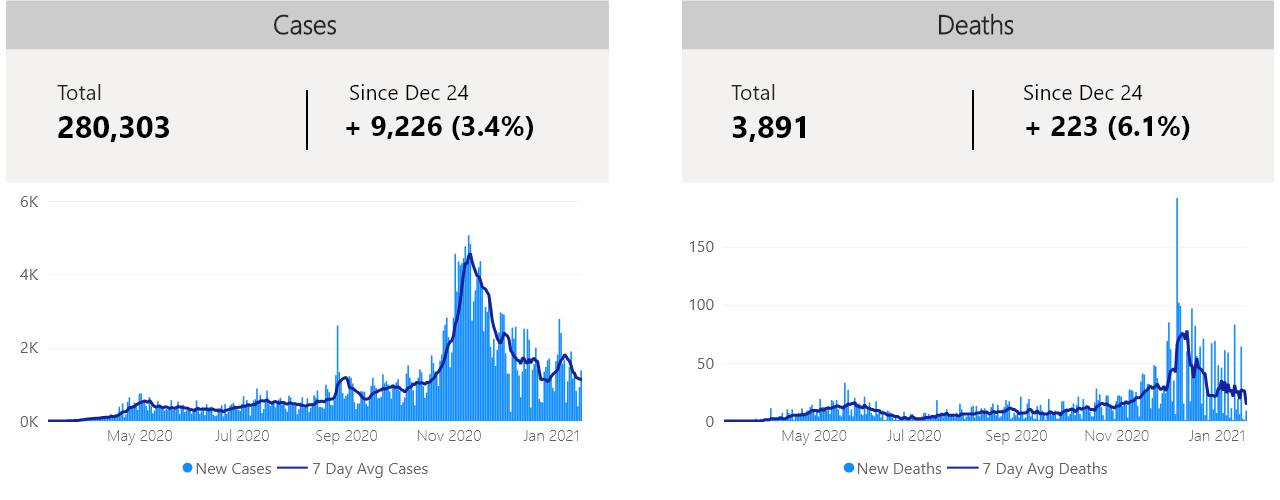 Cases
Total
Since Dec 24
280,303
+ 9,226 (3.4%)
6K
4K
2K
0K
May 2020
Jul 2020
Sep 2020
Nov 2020
Jan 2021
New Cases
7 Day Avg Cases
Deaths
Total
Since Dec 24
3,891
+ 223 (6.1%)
150
100
50
0
May 2020
Jul 2020
Sep 2020
Nov 2020
Jan 2021
New Deaths
7 Day Avg Deaths